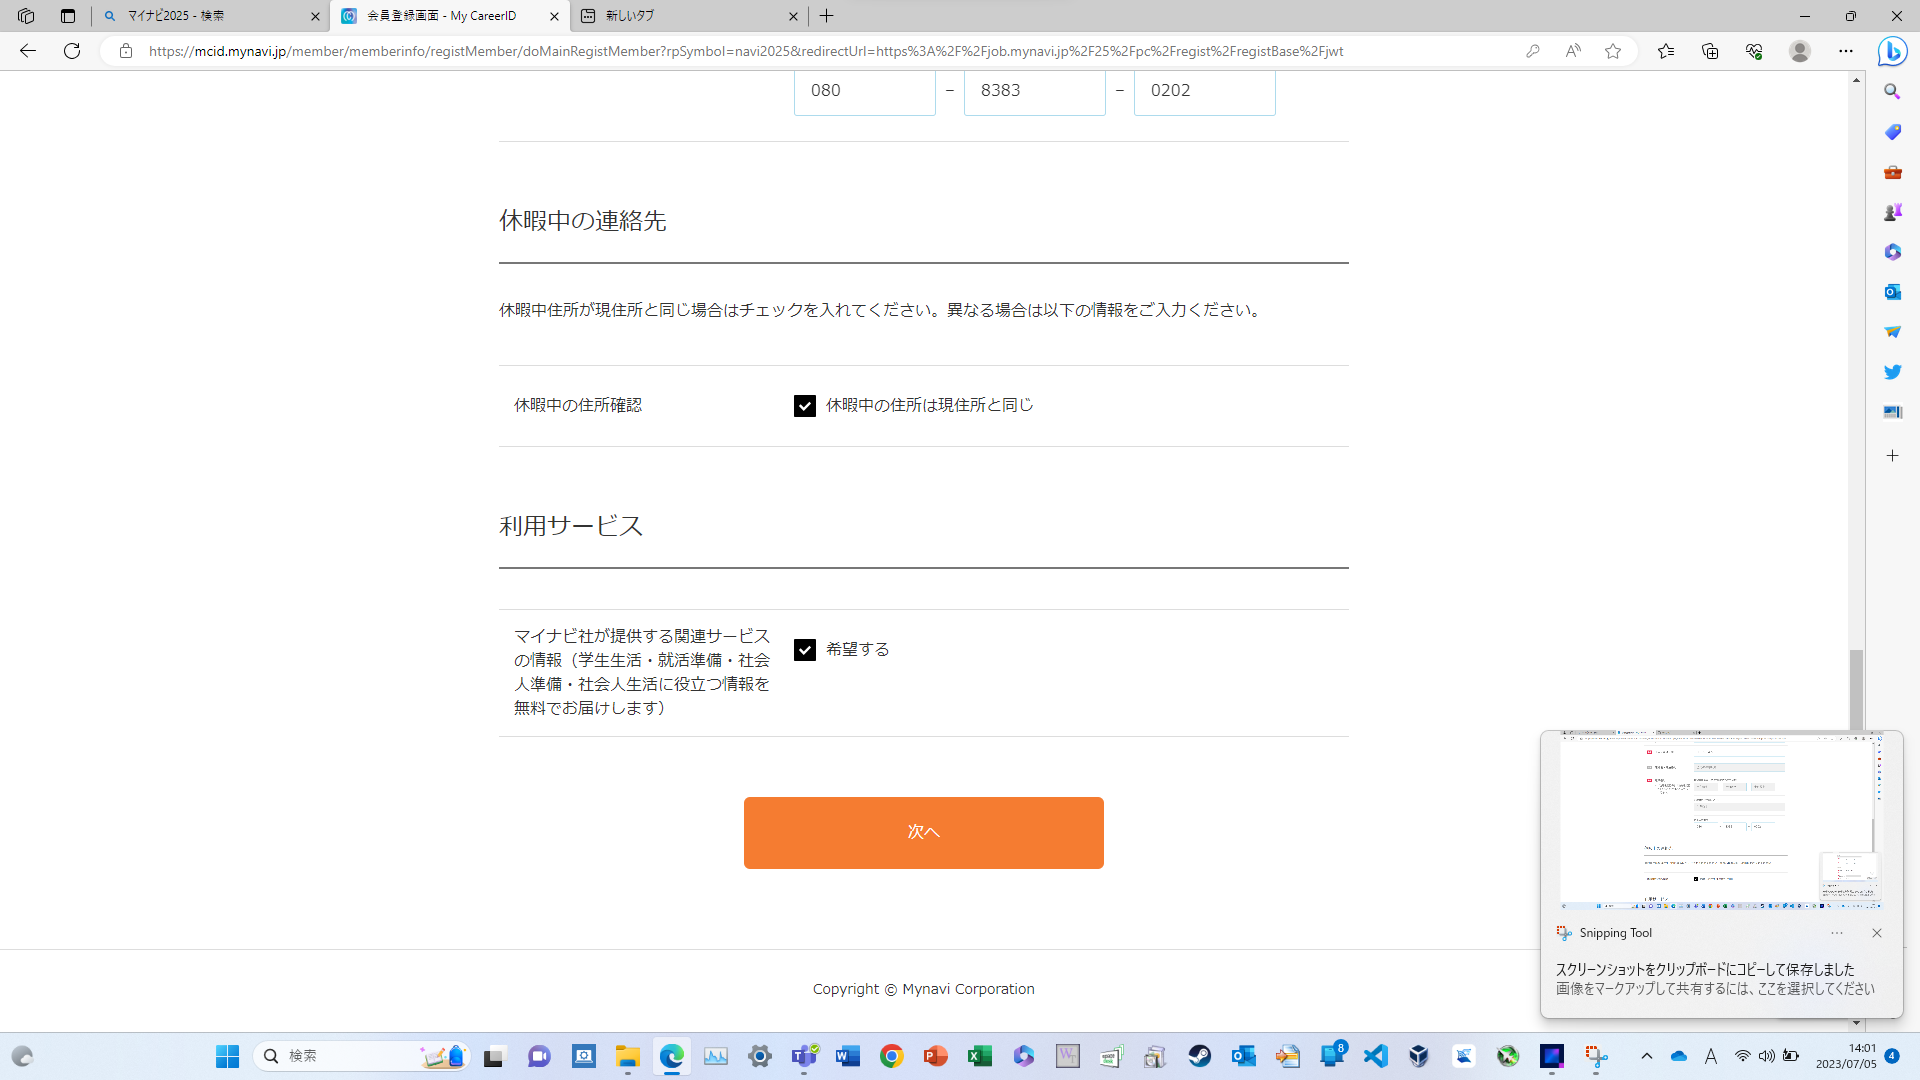 マイナビ2025 - 検索
会員登録画面 - My CareerID
新しいタブ
https://mcid.mynavi.jp/member/memberinfo/registMember/doMainRegistMember?rpSymbol=navi2025&redirectUrl=https%3A%2F%2Fjob.mynavi.jp%2F25%2Fpc%2Fregist%2FregistBase%2Fjwt
080 － 8383 － 0202
休暇中の連絡先
休暇中住所が現住所と同じ場合はチェックを入れてください。異なる場合は以下の情報をご入力ください。
休暇中の住所確認
休暇中の住所は現住所と同じ
利用サービス
マイナビ社が提供する関連サービス
の情報（学生生活・就活準備・社会
人準備・社会人生活に役立つ情報を
無料でお届けします）
希望する
次へ
Copyright © Mynavi Corporation
Snipping Tool
スクリーンショットをクリップボードにコピーして保存しました
画像をマークアップして共有するには、ここを選択してください
検索
8
A
14:01
2023/07/05
4